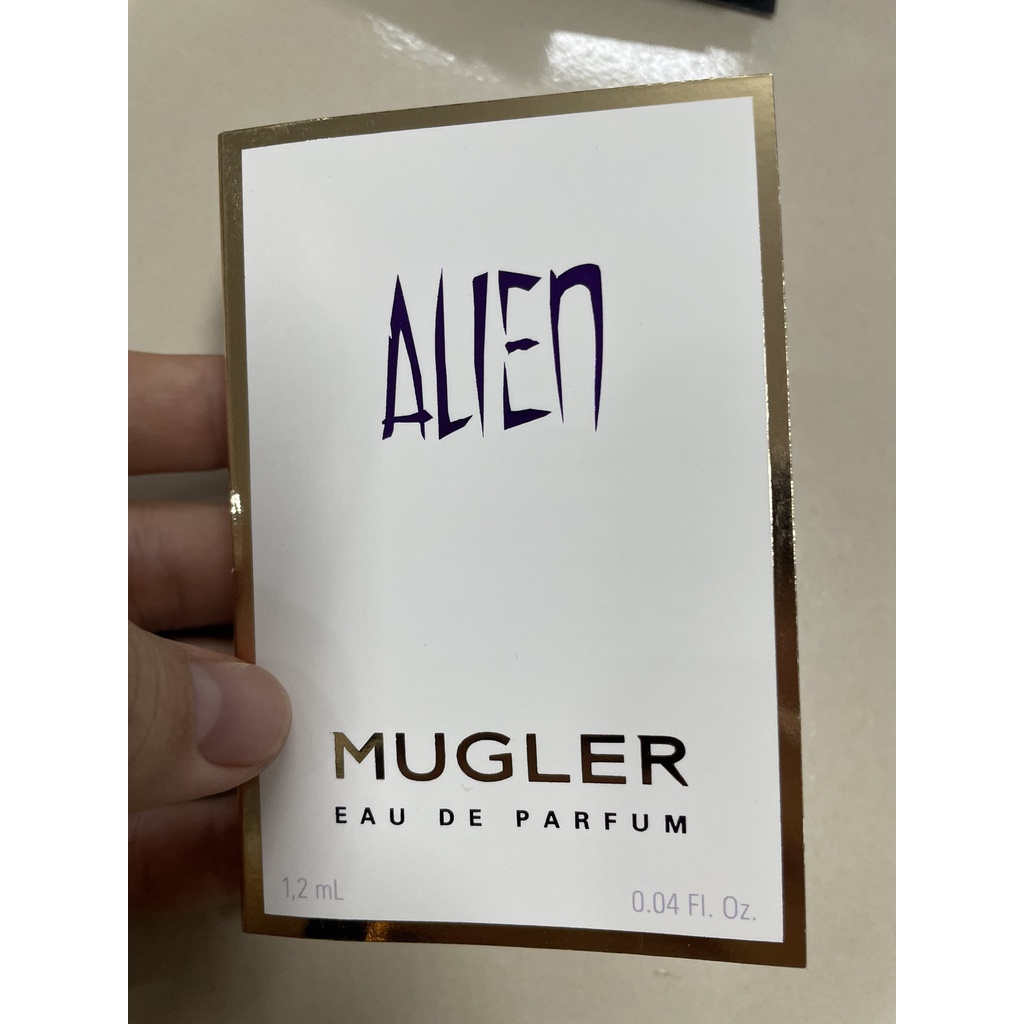 ALIEN
MUGLER
EAU DE PARFUM
1,2 mL
0.04 Fl. Oz.